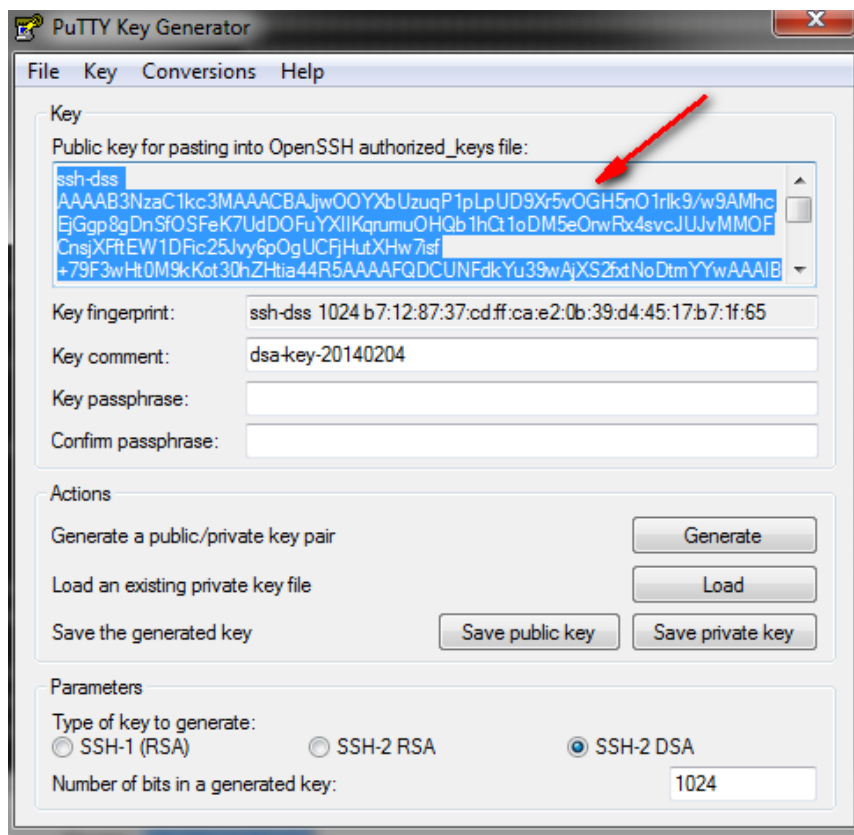 PuTTY Key Generator
File Key Conversions Help
Key
Public key for pasting into OpenSSH authorized_keys file:
ssh-dss
AAAAB3NzaC1kc3MAAACBAJjwOOYXbUzuqP1pLpUD9Xr5vOGH5nO1rIk9/w9AMhc
EjGgp8gDnSfOSFeK7UdDOFuYXIIKqrumuOHQb1hCt1oDM5eOrwRx4svcJUJvMMOF
CnsjXFftEW1DFic25Jvy6pOgUCFjHutXHw7isf
+79F3wHt0M9kKot30hZHtia44R5AAAAFQDCUNFdkYu39wAjXS2fxtNoDtmYYwAAAIB
Key fingerprint: ssh-dss 1024 b7:12:87:37:cd:ff:ca:e2:0b:39:d4:45:17:b7:1f:65
Key comment: dsa-key-20140204
Key passphrase:
Confirm passphrase:
Actions
Generate a public/private key pair Generate
Load an existing private key file Load
Save the generated key Save public key Save private key
Parameters
Type of key to generate:
SSH-1 (RSA) SSH-2 RSA SSH-2 DSA
Number of bits in a generated key: 1024